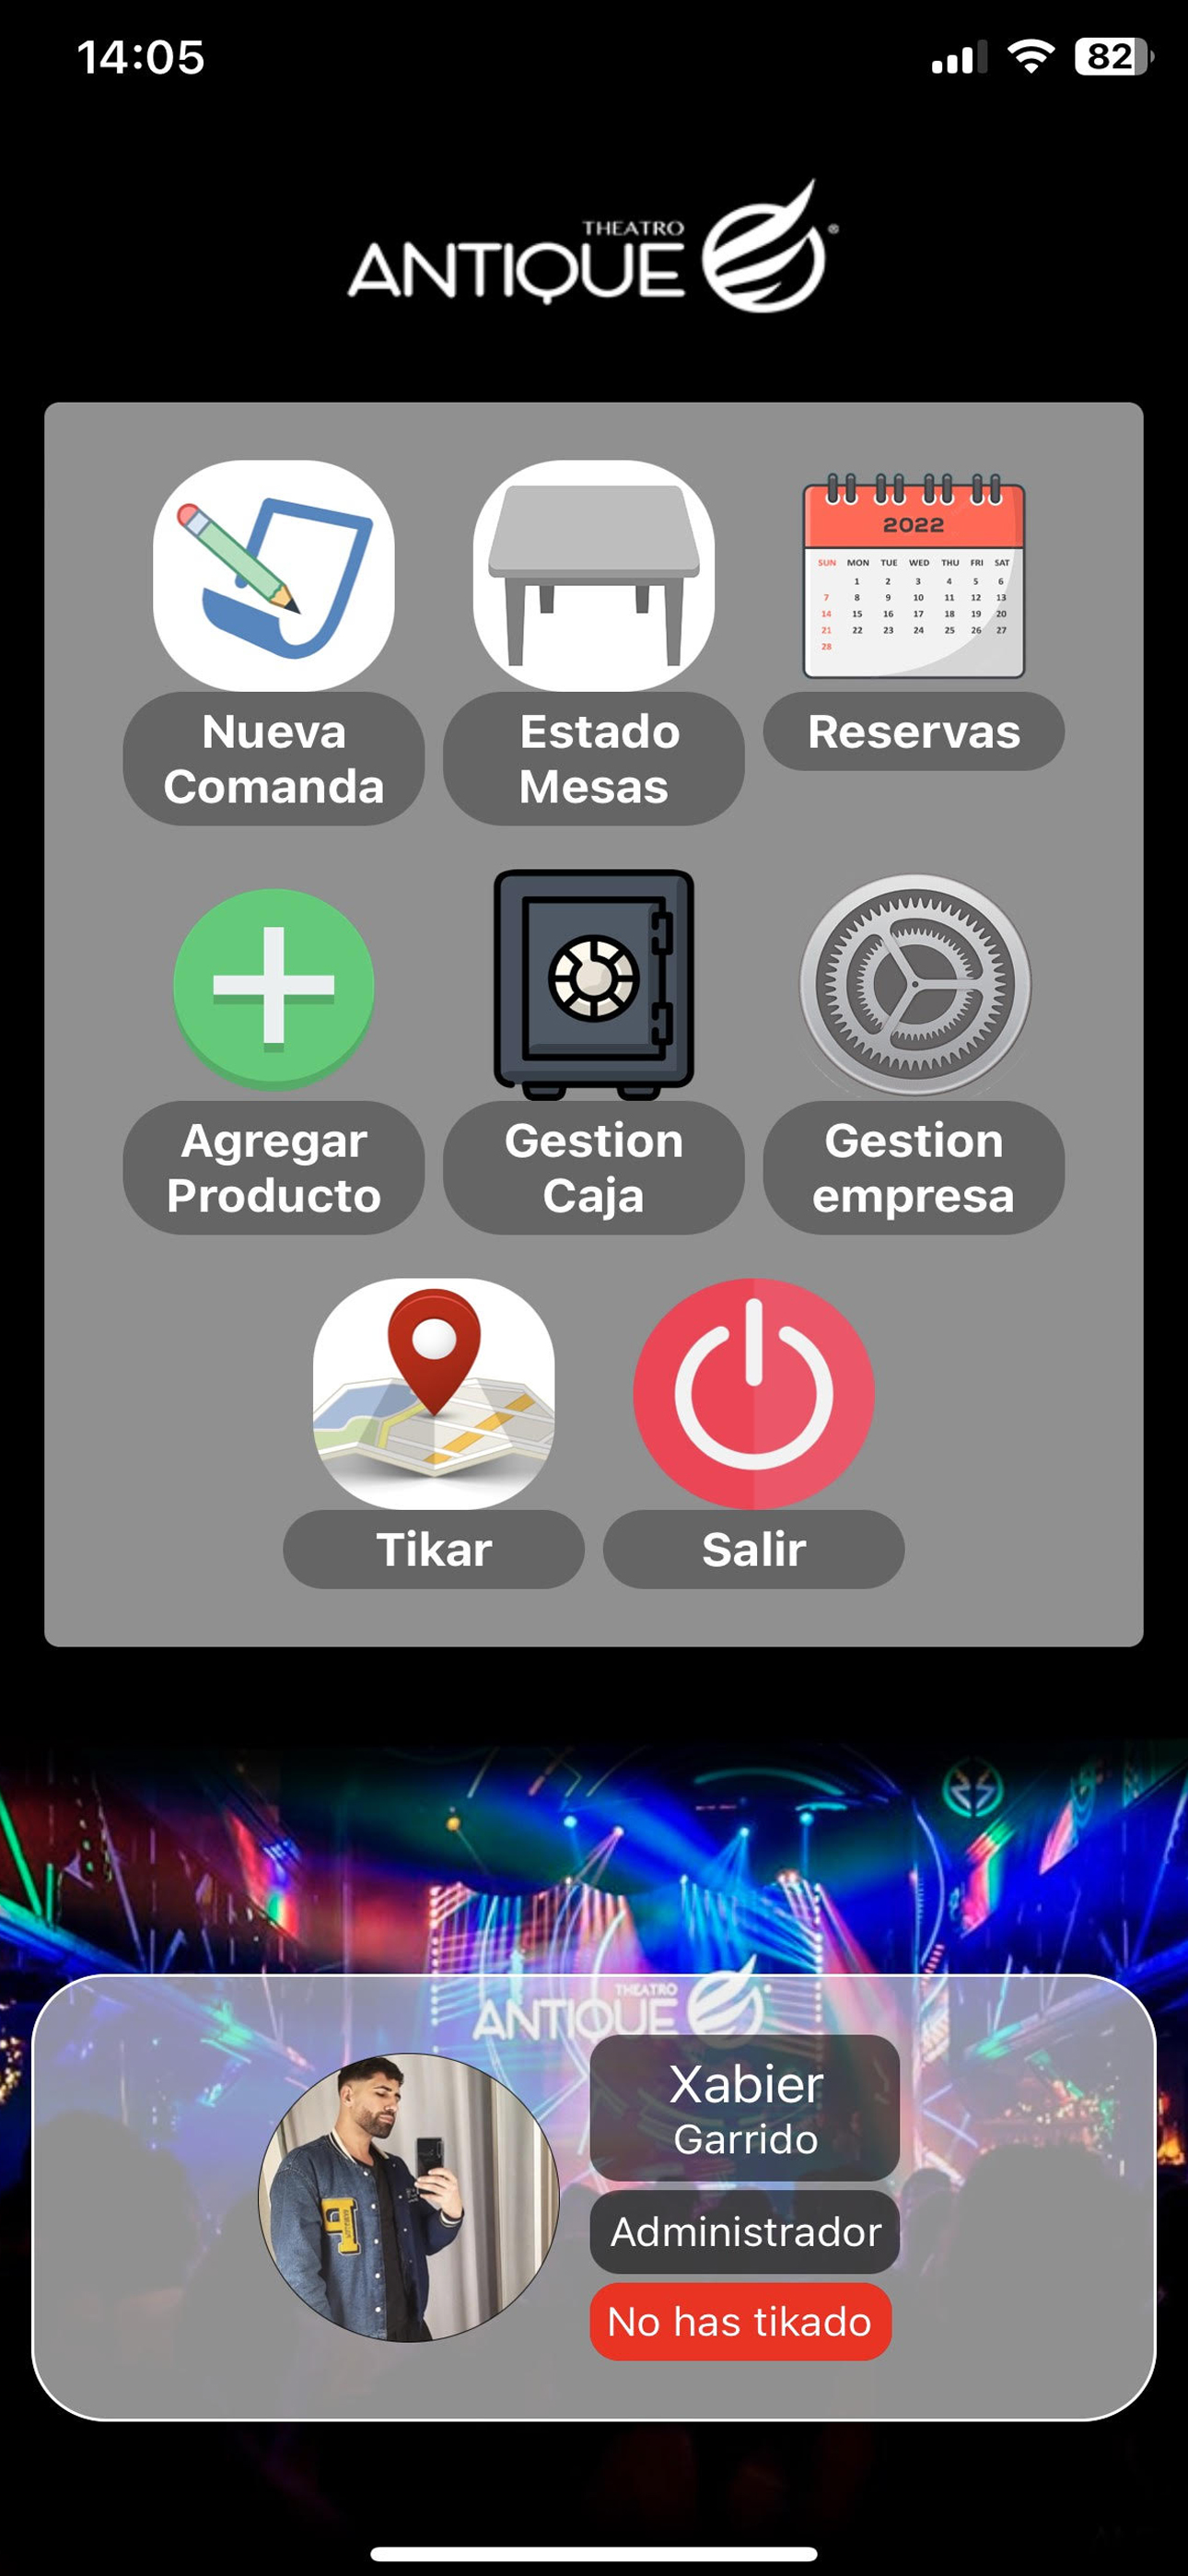 14:05
82
THEATRO
ANTIQUE
®
2022
SUN MON TUE WED THU FRI SAT
1 2 3 4 5 6
7 8 9 10 11 12 13
14 15 16 17 18 19 20
21 22 23 24 25 26 27
28
Nueva
Comanda
Estado
Mesas
Reservas
Agregar
Producto
Gestion
Caja
Gestion
empresa
Tikar
Salir
THEATRO
ANTIQUE
Xabier
Garrido
Administrador
No has tikado